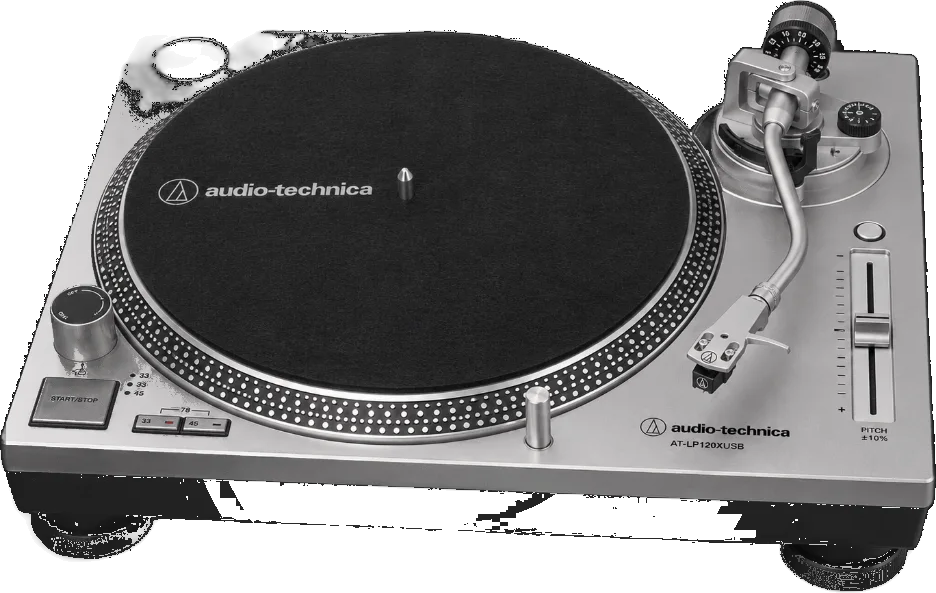 audio-technica
START/STOP
33
33
45
78
33
45
audio-technica
AT-LP120XUSB
PITCH
±10%